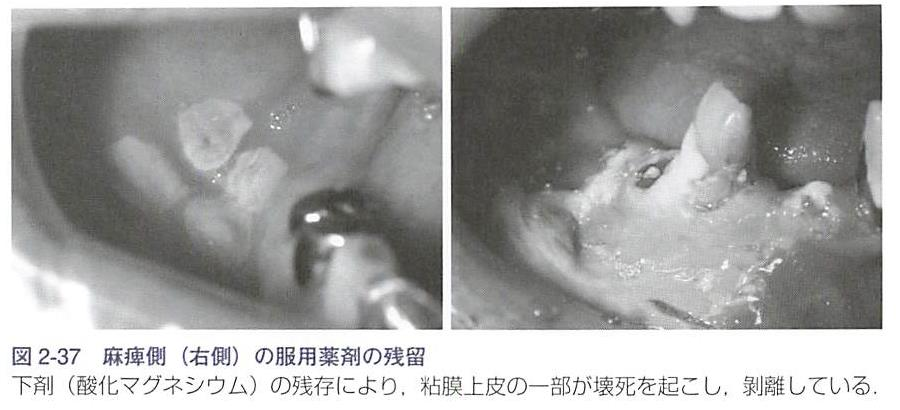 図 2-37　麻痺側（右側）の服用薬剤の残留
下剤（酸化マグネシウム）の残存により，粘膜上皮の一部が壊死を起こし，剝離している．